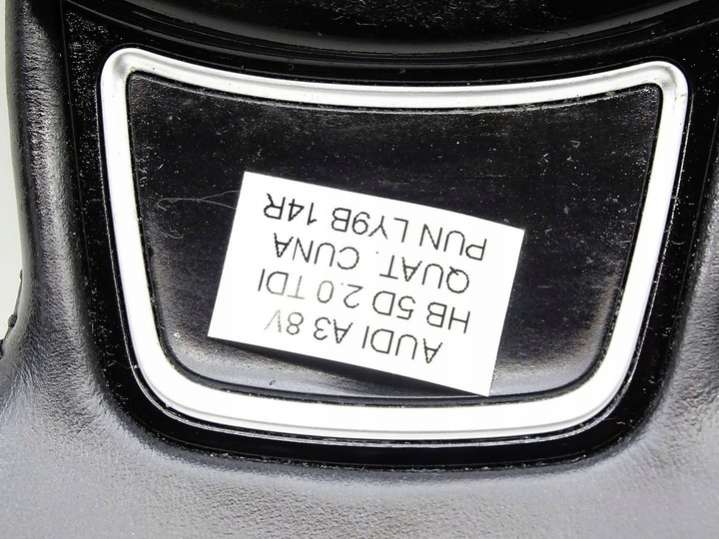 AUDI A3 8V
HB 5D 2.0 TDI
QUAT. CUNA
PUN LY9B 14R